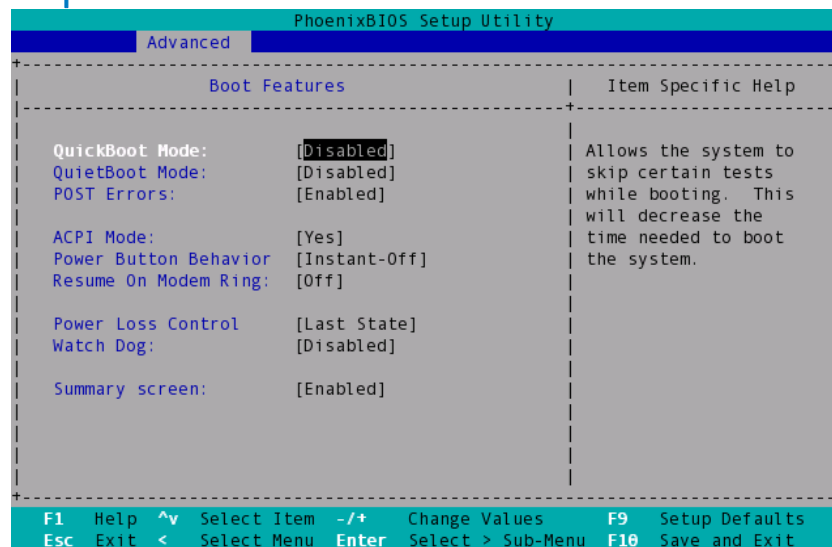 PhoenixBIOS Setup Utility
Advanced
Boot Features
Item Specific Help
QuickBoot Mode: [Disabled]
QuietBoot Mode: [Disabled]
POST Errors: [Enabled]
ACPI Mode: [Yes]
Power Button Behavior [Instant-Off]
Resume On Modem Ring: [Off]
Power Loss Control [Last State]
Watch Dog: [Disabled]
Summary screen: [Enabled]
Allows the system to
skip certain tests
while booting. This
will decrease the
time needed to boot
the system.
F1 Help ^v Select Item -/+ Change Values F9 Setup Defaults
Esc Exit < Select Menu Enter Select > Sub-Menu F10 Save and Exit